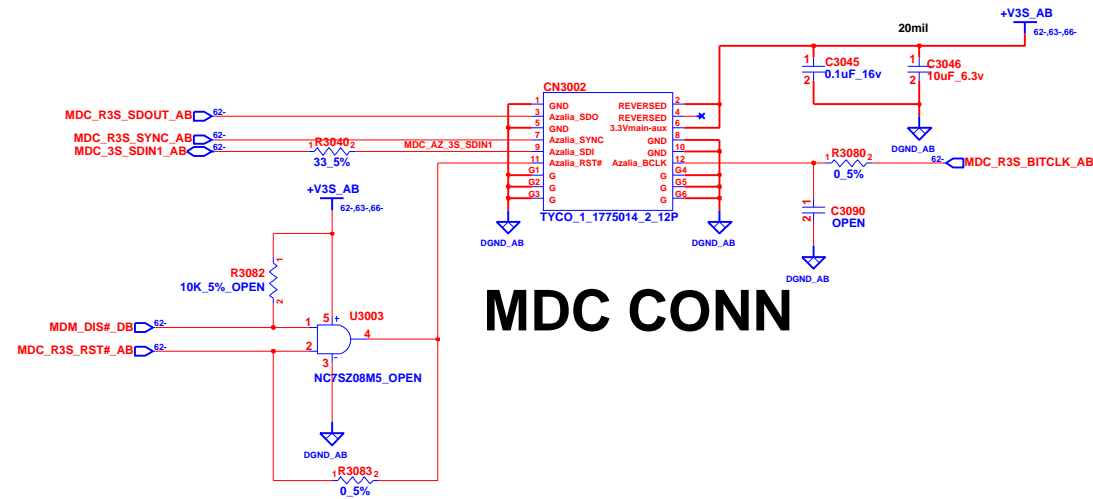 +V3S_AB
20mil
62-,63-,66-
1 C3045
2 0.1uF_16v
1 C3046
2 10uF_6.3v
DGND_AB
CN3002
1 GND REVERSED 2
MDC_R3S_SDOUT_AB 62- 3 Azalia_SDO REVERSED 4
5 GND 3.3Vmain-aux 6
MDC_R3S_SYNC_AB 62- 7 Azalia_SYNC GND 8
MDC_3S_SDIN1_AB 62- 1 R3040 2 MDC_AZ_3S_SDIN1 9 Azalia_SDI GND 10
33_5%
11 Azalia_RST# Azalia_BCLK 12 1 R3080 2 62- MDC_R3S_BITCLK_AB
0_5%
G1 G G G4
G2 G G G5
G3 G G G6
TYCO_1_1775014_2_12P
DGND_AB
DGND_AB
1 C3090
2 OPEN
DGND_AB
+V3S_AB
62-,63-,66-
1
R3082
10K_5%_OPEN
2
MDC CONN
U3003
5 +
MDM_DIS#_DB 62- 1
4
MDC_R3S_RST#_AB 62- 2
3 -
NC7SZ08M5_OPEN
DGND_AB
1 R3083 2
0_5%